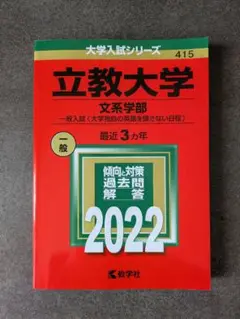 大学入試シリーズ
415
立教大学
文系学部
一般入試〈大学独自の英語を課さない日程〉
最近3カ年
一般
傾向と対策
過去問
解答
2022
教学社